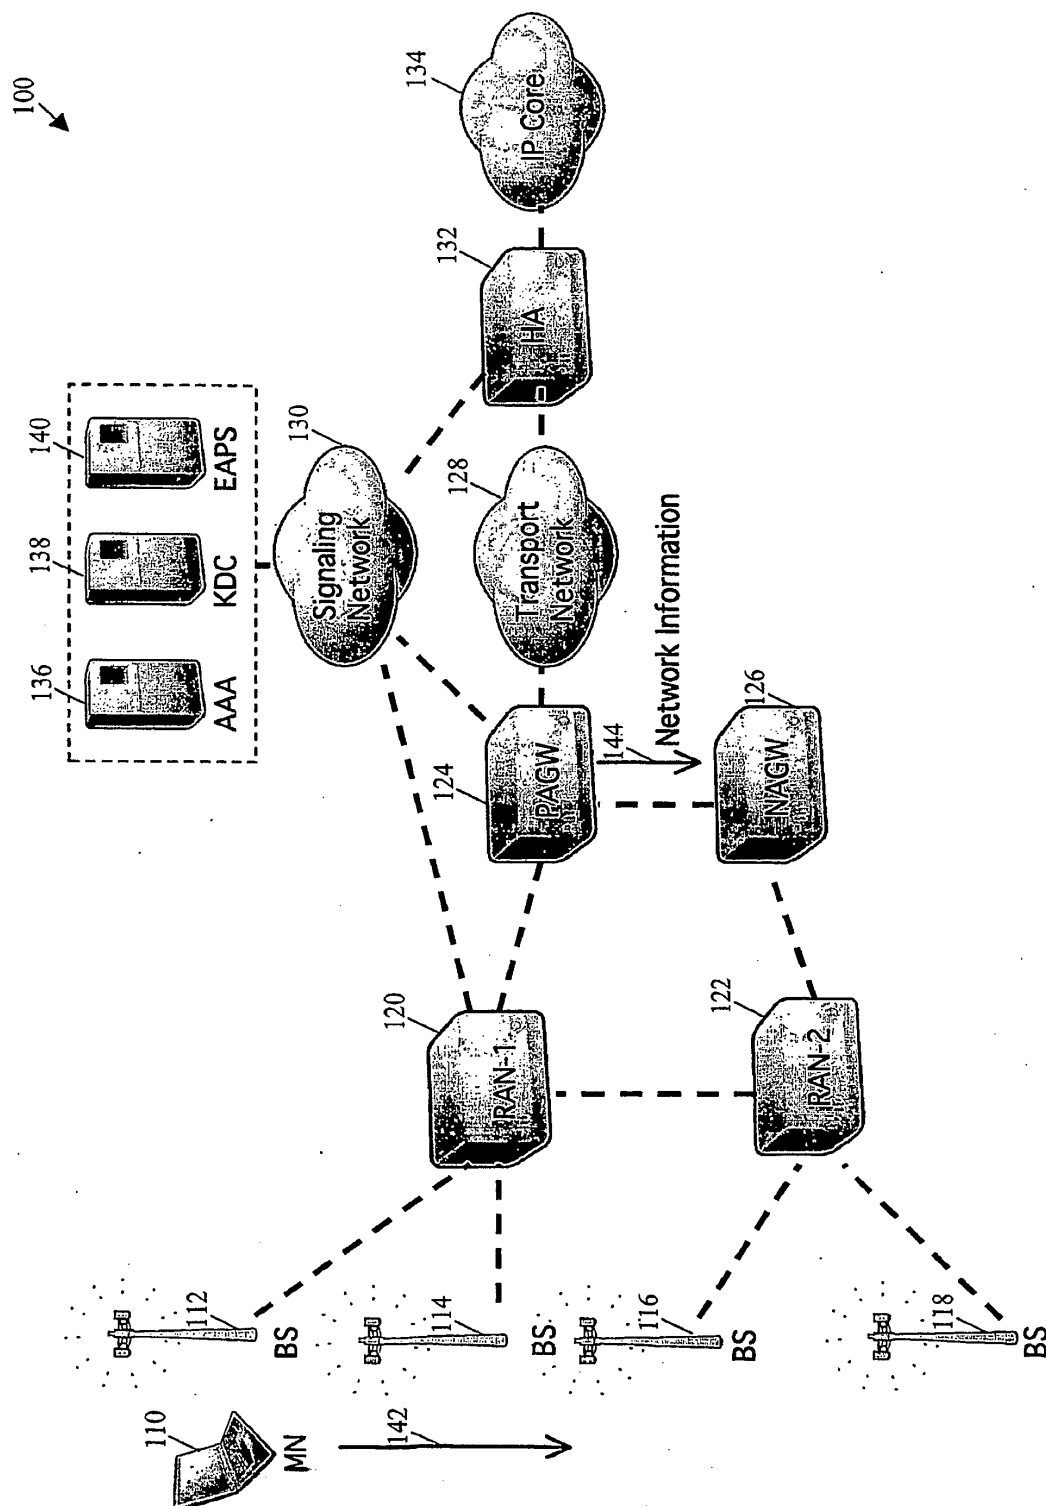 100
134
IP Core
132
HA
140
EAPS
138
KDC
136
AAA
130
Signaling
Network
128
Transport
Network
124
PAGW
144
Network Information
126
NAGW
120
iRAN-1
122
iRAN-2
112
BS
114
BS
116
BS
118
BS
110
MN
142